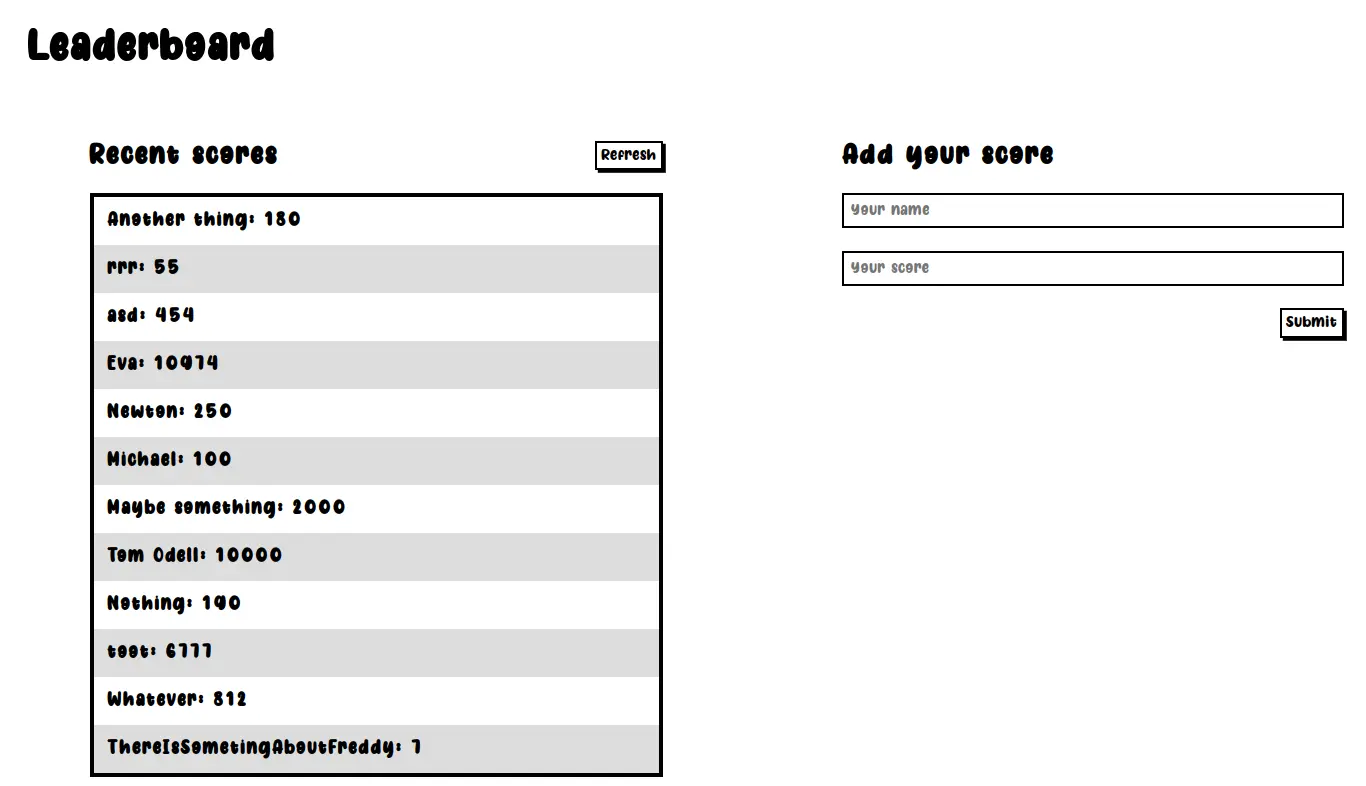 Leaderboard
Recent scores
Refresh
Another thing: 180
rrr: 55
asd: 454
Eva: 10974
Newton: 250
Michael: 100
Maybe something: 2000
Tom Odell: 10000
Nothing: 190
toot: 6777
Whatever: 812
ThereIsSometingAboutFreddy: 7
Add your score
Your name
Your score
Submit